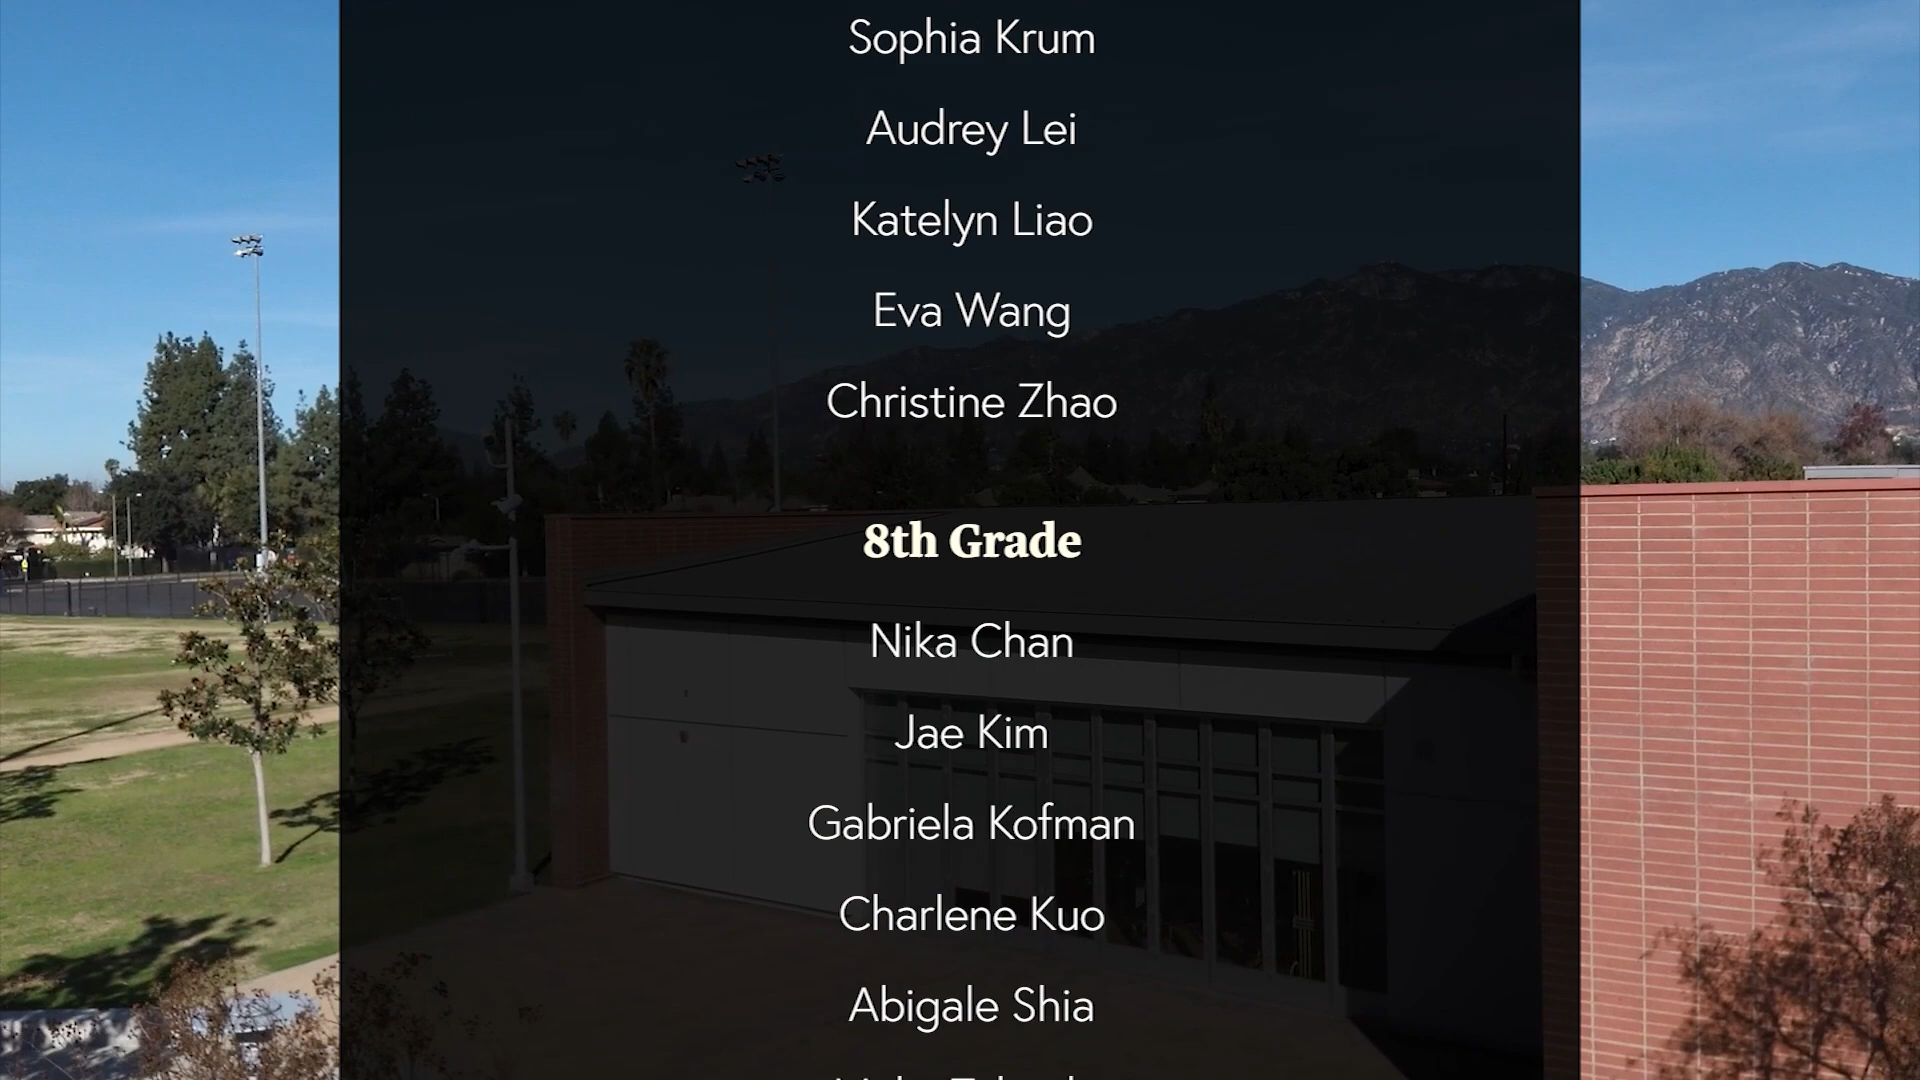 Sophia Krum
Audrey Lei
Katelyn Liao
Eva Wang
Christine Zhao
8th Grade
Nika Chan
Jae Kim
Gabriela Kofman
Charlene Kuo
Abigale Shia